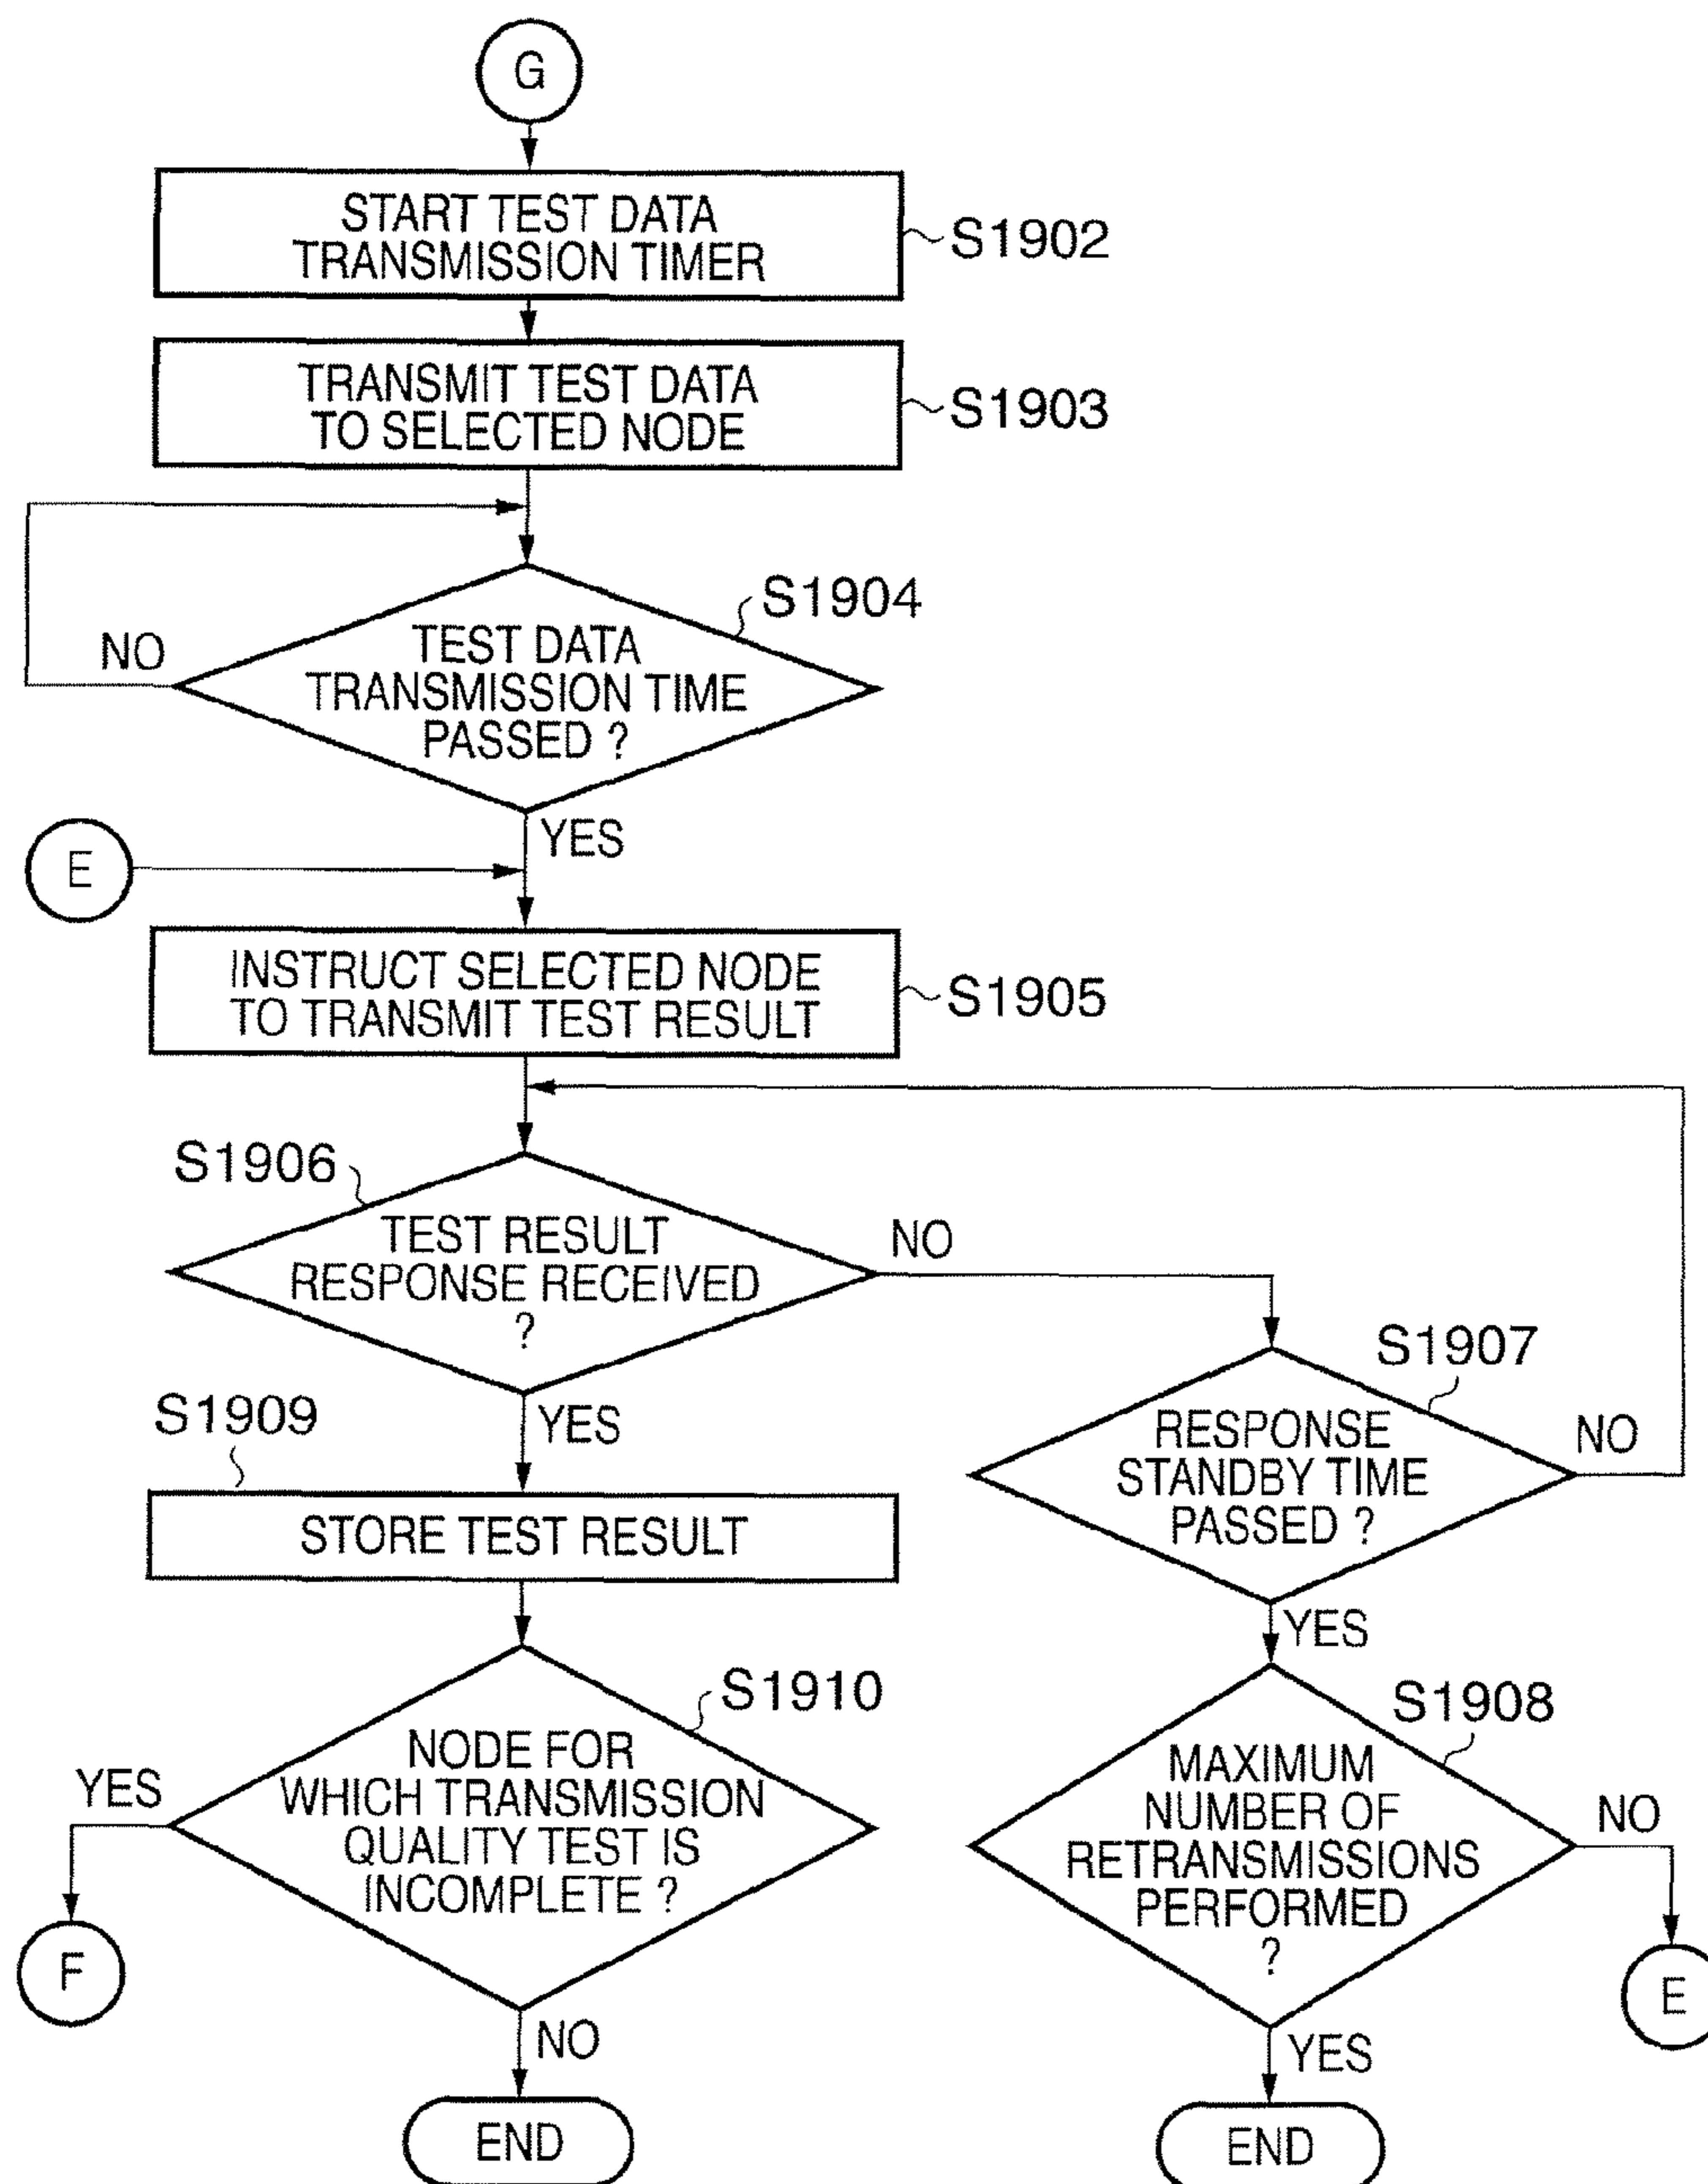 G
START TEST DATA
TRANSMISSION TIMER
S1902
TRANSMIT TEST DATA
TO SELECTED NODE
S1903
S1904
NO
TEST DATA
TRANSMISSION TIME
PASSED ?
YES
E
INSTRUCT SELECTED NODE
TO TRANSMIT TEST RESULT
S1905
S1906
TEST RESULT
RESPONSE RECEIVED
?
NO
YES
S1907
RESPONSE
STANDBY TIME
PASSED ?
NO
YES
S1909
STORE TEST RESULT
S1910
NODE FOR
WHICH TRANSMISSION
QUALITY TEST IS
INCOMPLETE ?
YES
F
NO
END
S1908
MAXIMUM
NUMBER OF
RETRANSMISSIONS
PERFORMED
?
NO
E
YES
END